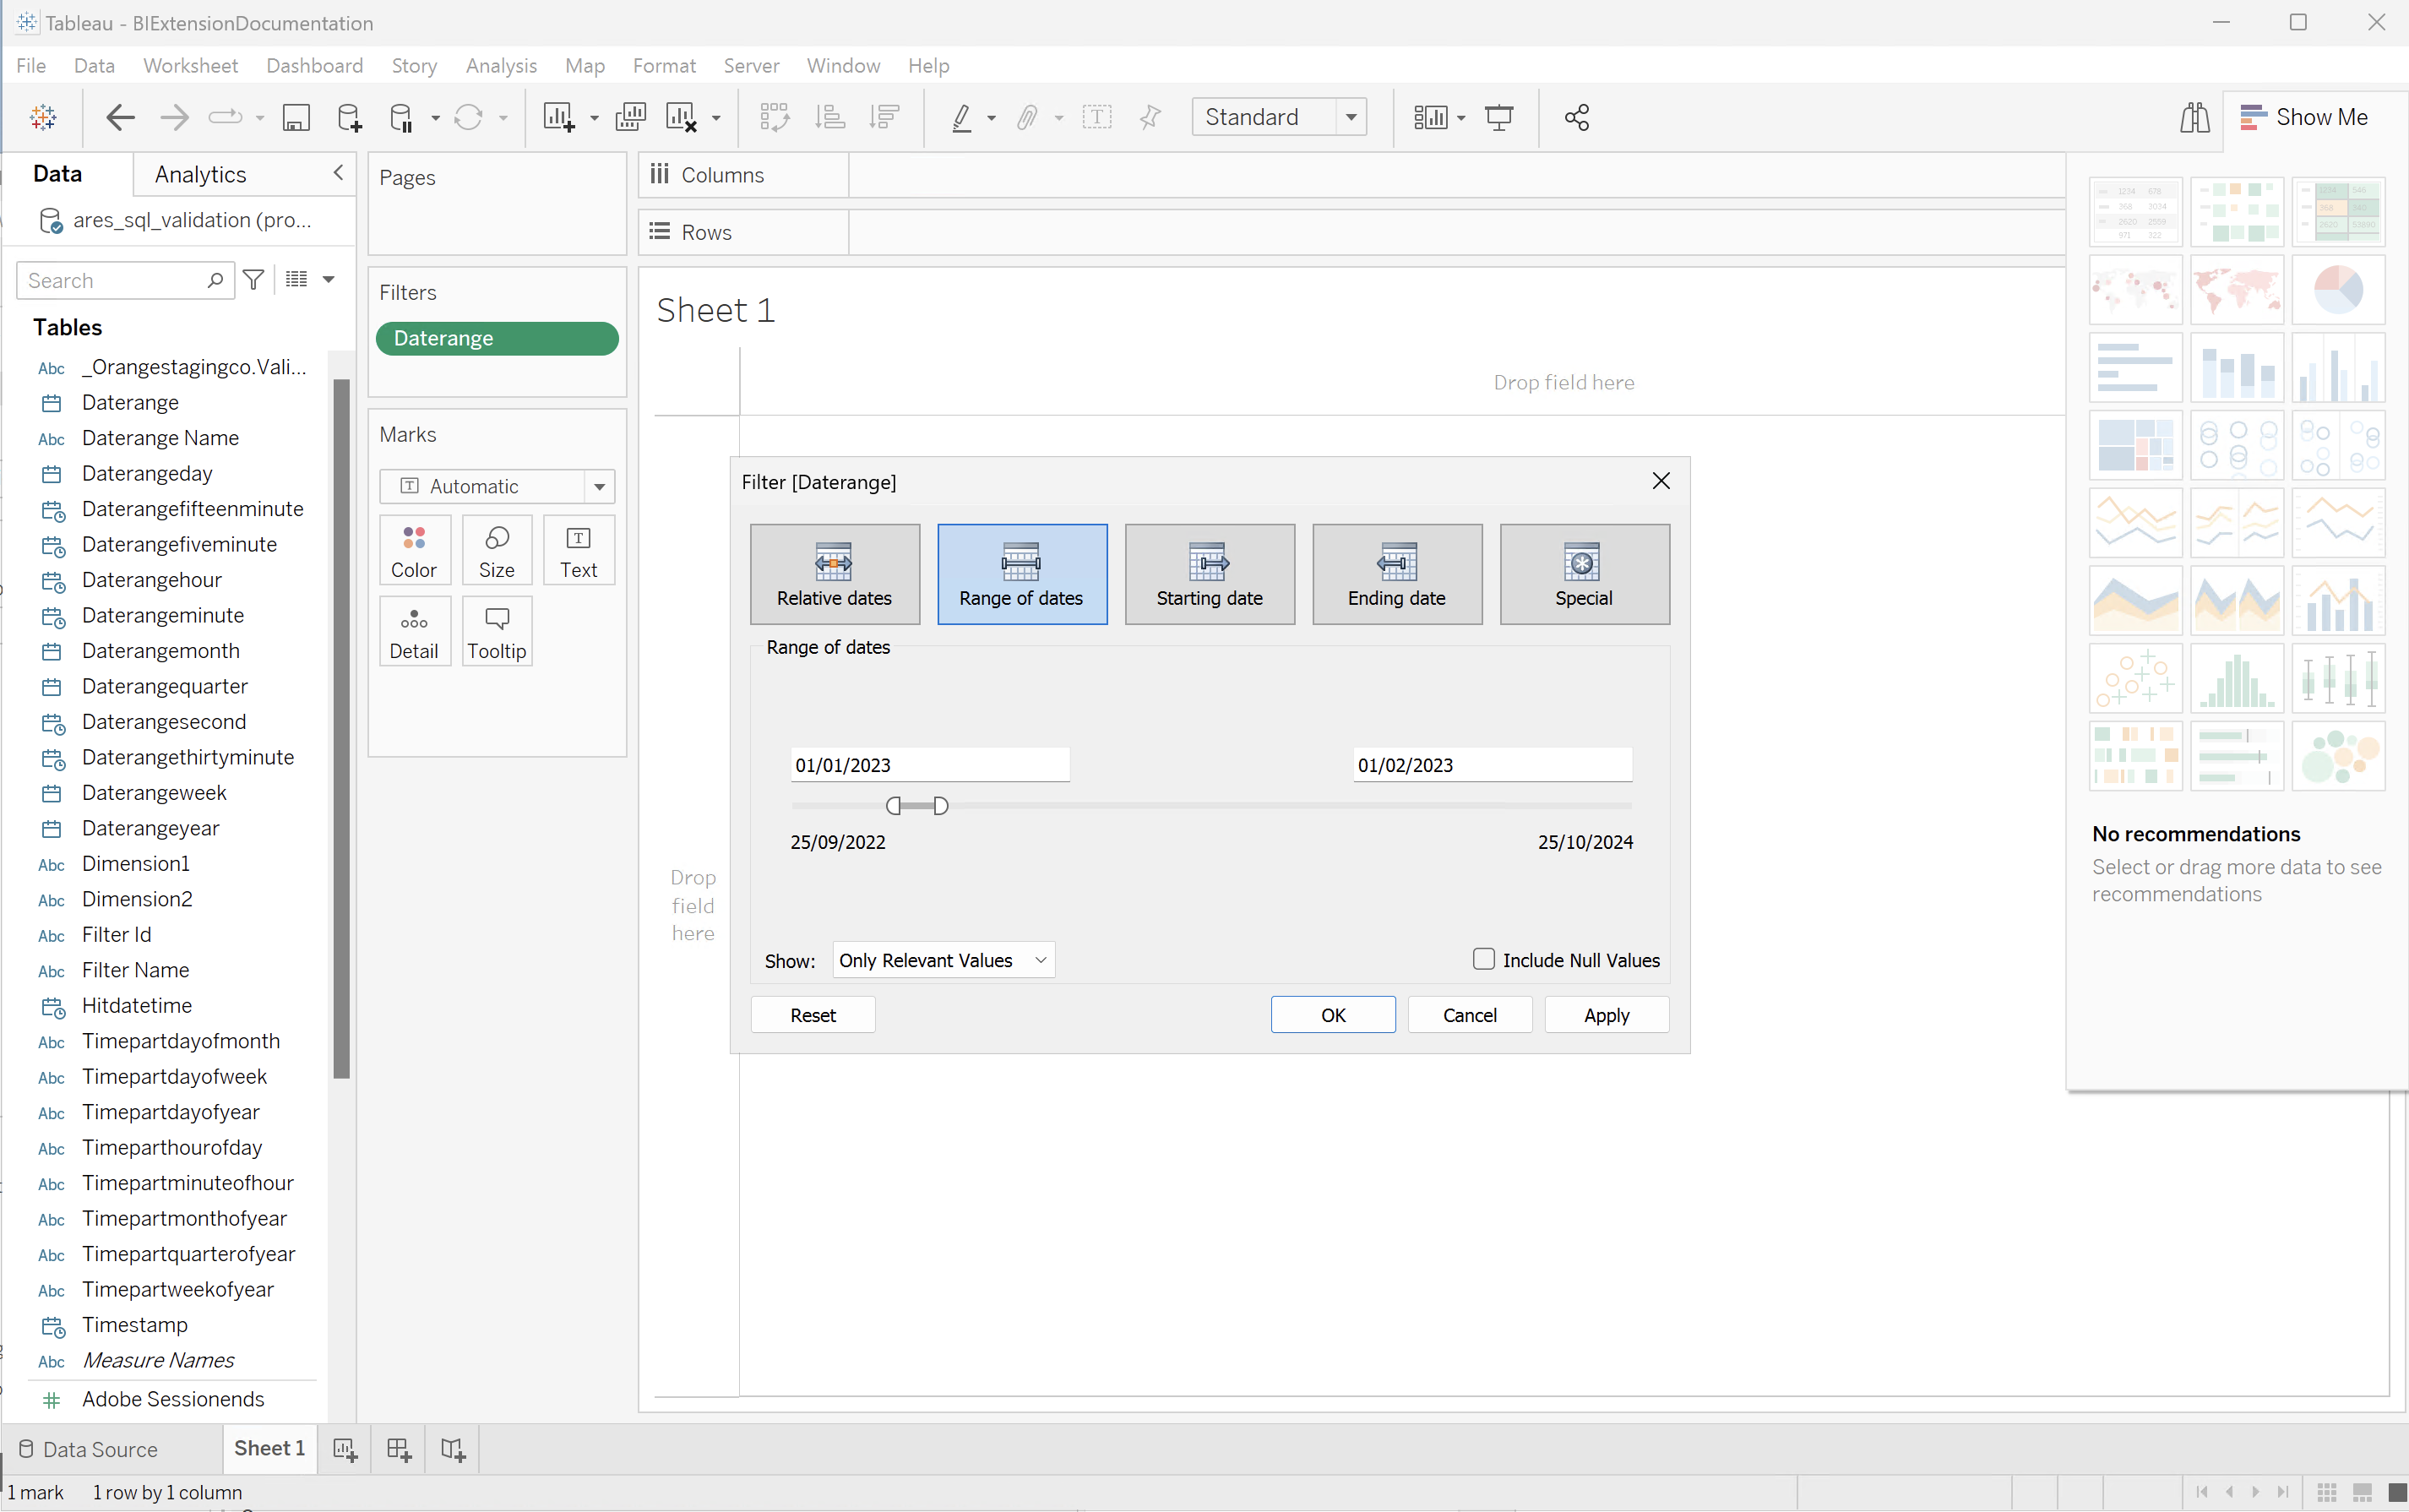 Tableau - BIExtensionDocumentation
File Data Worksheet Dashboard Story Analysis Map Format Server Window Help
Standard
Show Me
Data
Analytics
ares_sql_validation (pro...
Search
Tables
Abc _Orangestagingco.Vali...
Daterange
Abc Daterange Name
Daterangeday
Daterangefifteenminute
Daterangefiveminute
Daterangehour
Daterangeminute
Daterangemonth
Daterangequarter
Daterangesecond
Daterangethirtyminute
Daterangeweek
Daterangeyear
Abc Dimension1
Abc Dimension2
Abc Filter Id
Abc Filter Name
Hitdatetime
Abc Timepartdayofmonth
Abc Timepartdayofweek
Abc Timepartdayofyear
Abc Timeparthourofday
Abc Timepartminuteofhour
Abc Timepartmonthofyear
Abc Timepartquarterofyear
Abc Timepartweekofyear
Timestamp
Abc Measure Names
# Adobe Sessionends
Pages
Filters
Daterange
Marks
T Automatic
Color
Size
T
Text
Detail
Tooltip
Columns
Rows
Sheet 1
Drop field here
Drop
field
here
Filter [Daterange]
Relative dates
Range of dates
Starting date
Ending date
Special
Range of dates
01/01/2023
01/02/2023
25/09/2022
25/10/2024
Show: Only Relevant Values
Include Null Values
Reset
OK
Cancel
Apply
1234 678
368 3034
2620 2559
971 322
No recommendations
Select or drag more data to see
recommendations
Data Source
Sheet 1
1 mark 1 row by 1 column